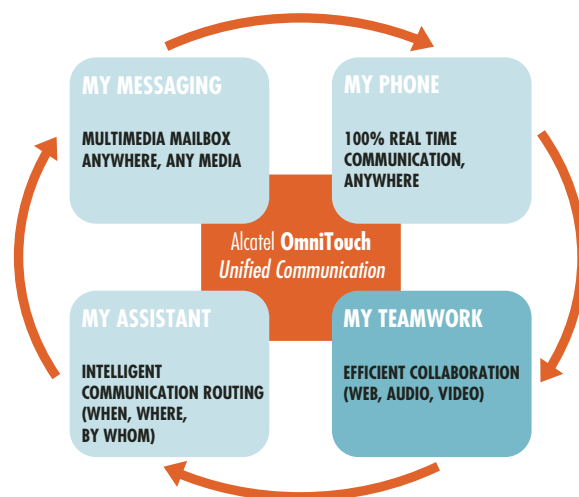 MY MESSAGING
MULTIMEDIA MAILBOX
ANYWHERE, ANY MEDIA
MY PHONE
100% REAL TIME
COMMUNICATION,
ANYWHERE
Alcatel OmniTouch
Unified Communication
MY ASSISTANT
INTELLIGENT
COMMUNICATION ROUTING
(WHEN, WHERE,
BY WHOM)
MY TEAMWORK
EFFICIENT COLLABORATION
(WEB, AUDIO, VIDEO)